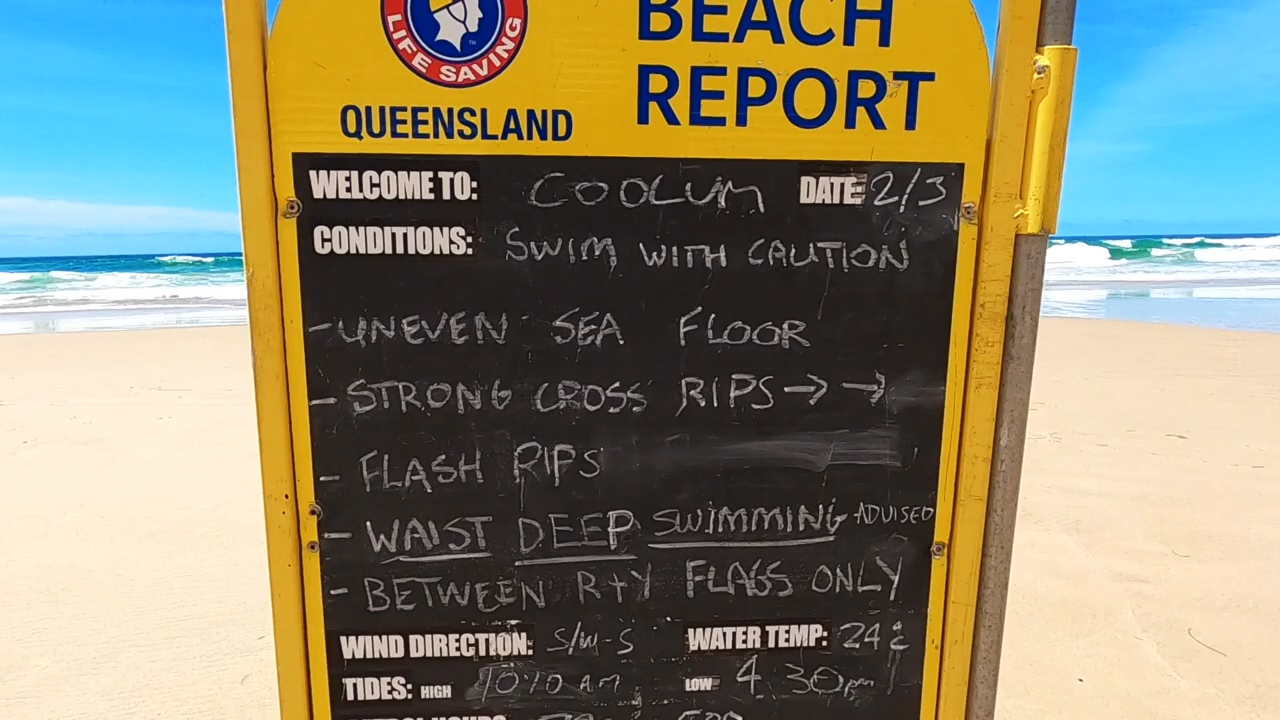 LIFE SAVING
QUEENSLAND
BEACH
REPORT
WELCOME TO: COOLUM DATE: 2/3
CONDITIONS: SWIM WITH CAUTION
- UNEVEN SEA FLOOR
- STRONG CROSS RIPS → →
- FLASH RIPS
- WAIST DEEP SWIMMING ADVISED
- BETWEEN R+Y FLAGS ONLY
WIND DIRECTION: S/W-S WATER TEMP: 24°C
TIDES: HIGH 1010 AM LOW 4.30pm